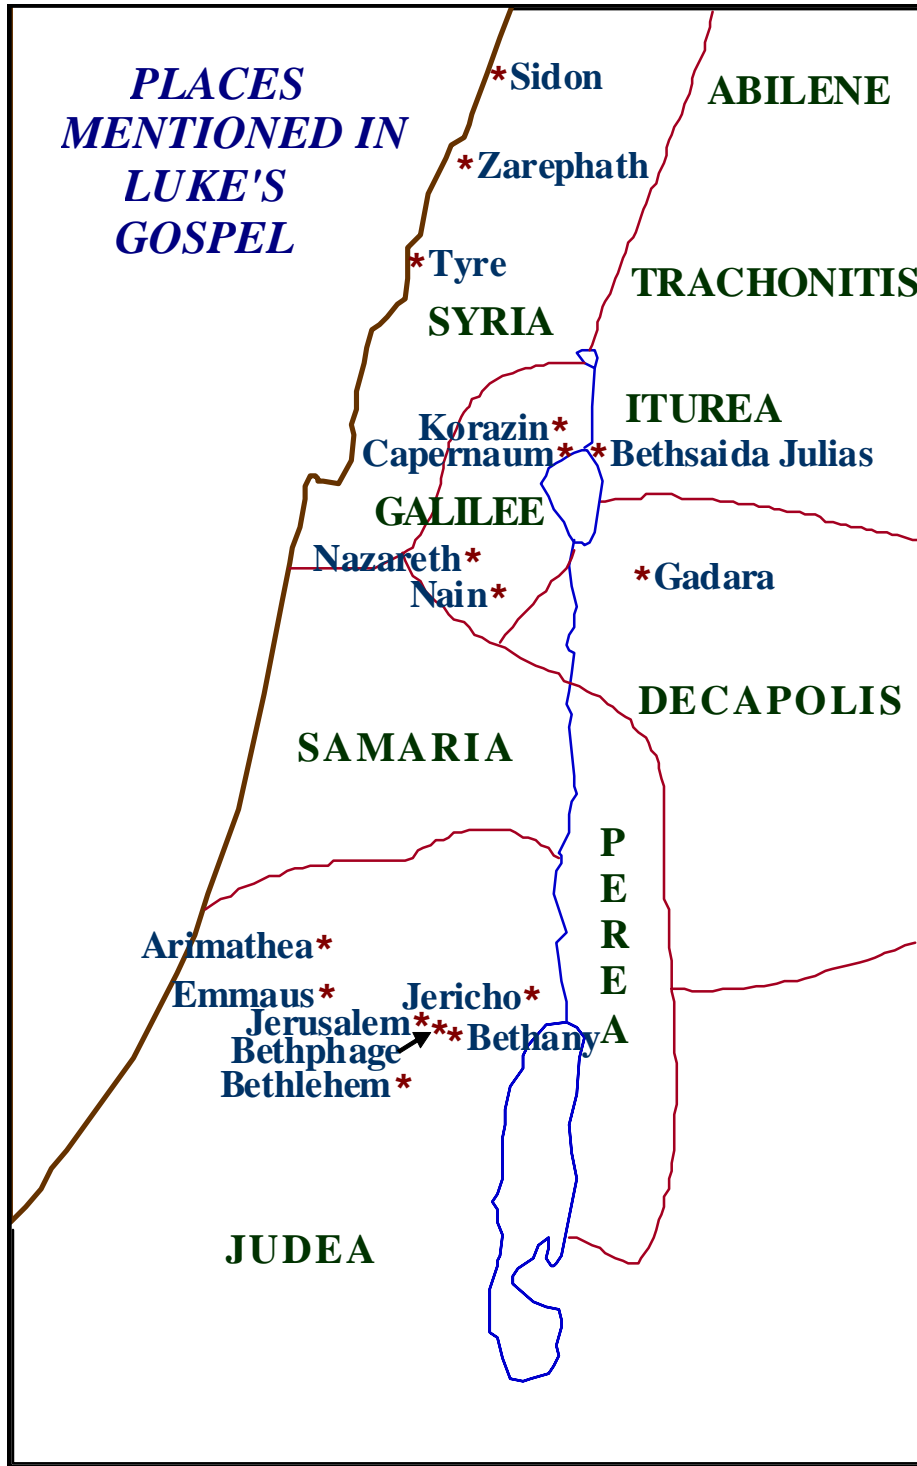 PLACES
MENTIONED IN
LUKE'S
GOSPEL
Sidon
ABILENE
Zarephath
Tyre
TRACHONITIS
SYRIA
ITUREA
Korazin
Capernaum
Bethsaida Julias
GALILEE
Nazareth
Gadara
Nain
DECAPOLIS
SAMARIA
PEREA
Arimathea
Emmaus
Jericho
Jerusalem
Bethphage
Bethany
Bethlehem
JUDEA